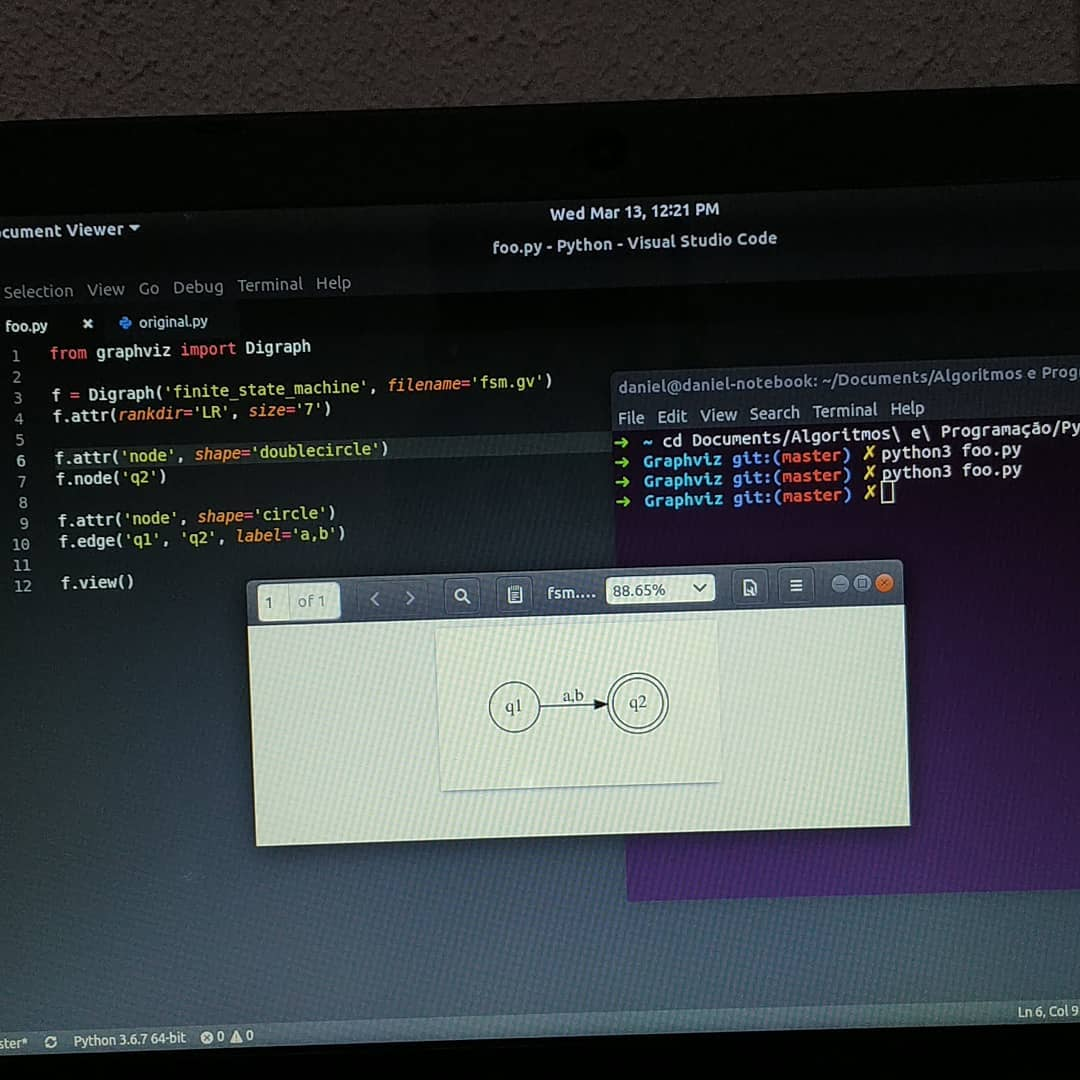 Document Viewer
Wed Mar 13, 12:21 PM
foo.py - Python - Visual Studio Code
Selection View Go Debug Terminal Help
foo.py × original.py
1 from graphviz import Digraph
2
3 f = Digraph('finite_state_machine', filename='fsm.gv')
4 f.attr(rankdir='LR', size='7')
5
6 f.attr('node', shape='doublecircle')
7 f.node('q2')
8
9 f.attr('node', shape='circle')
10 f.edge('q1', 'q2', label='a,b')
11
12 f.view()
daniel@daniel-notebook: ~/Documents/Algoritmos e Prog
File Edit View Search Terminal Help
→ ~ cd Documents/Algoritmos\ e\ Programação/Py
→ Graphviz git:(master) ✗ python3 foo.py
→ Graphviz git:(master) ✗ python3 foo.py
→ Graphviz git:(master) ✗
1 of 1 fsm.... 88.65%
q1 a,b q2
ster* Python 3.6.7 64-bit 0 0
Ln 6, Col 9